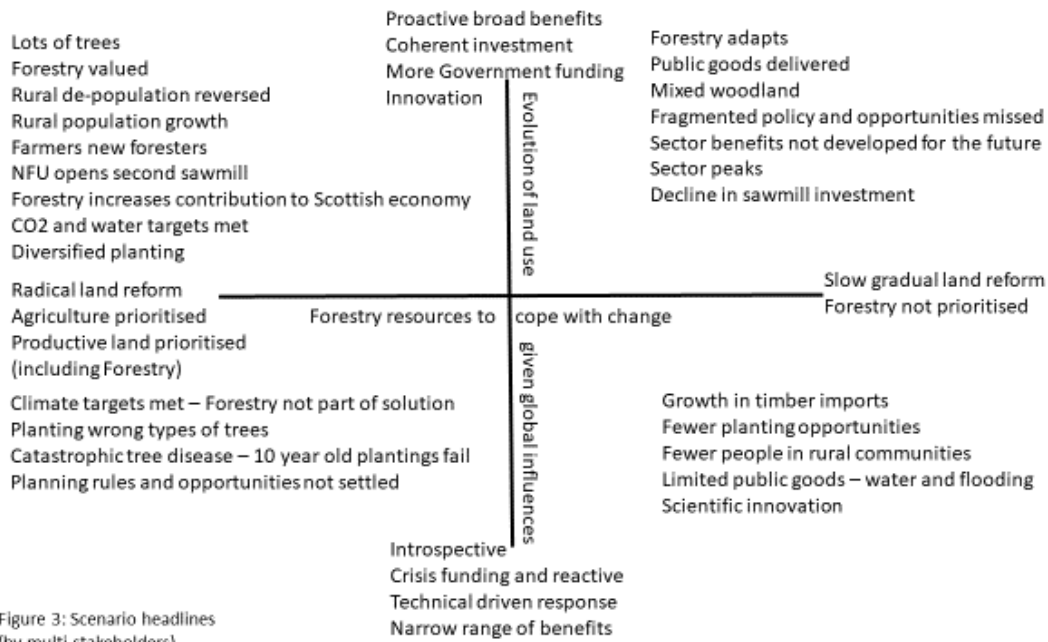 Proactive broad benefits
Coherent investment
More Government funding
Innovation
Lots of trees
Forestry valued
Rural de-population reversed
Rural population growth
Farmers new foresters
NFU opens second sawmill
Forestry increases contribution to Scottish economy
CO2 and water targets met
Diversified planting
Forestry adapts
Public goods delivered
Mixed woodland
Fragmented policy and opportunities missed
Sector benefits not developed for the future
Sector peaks
Decline in sawmill investment
Evolution of land use
given global influences
Radical land reform
Agriculture prioritised
Productive land prioritised
(including Forestry)
Forestry resources to cope with change
Slow gradual land reform
Forestry not prioritised
Climate targets met – Forestry not part of solution
Planting wrong types of trees
Catastrophic tree disease – 10 year old plantings fail
Planning rules and opportunities not settled
Growth in timber imports
Fewer planting opportunities
Fewer people in rural communities
Limited public goods – water and flooding
Scientific innovation
Introspective
Crisis funding and reactive
Technical driven response
Narrow range of benefits
Figure 3: Scenario headlines
(by multi stakeholders)